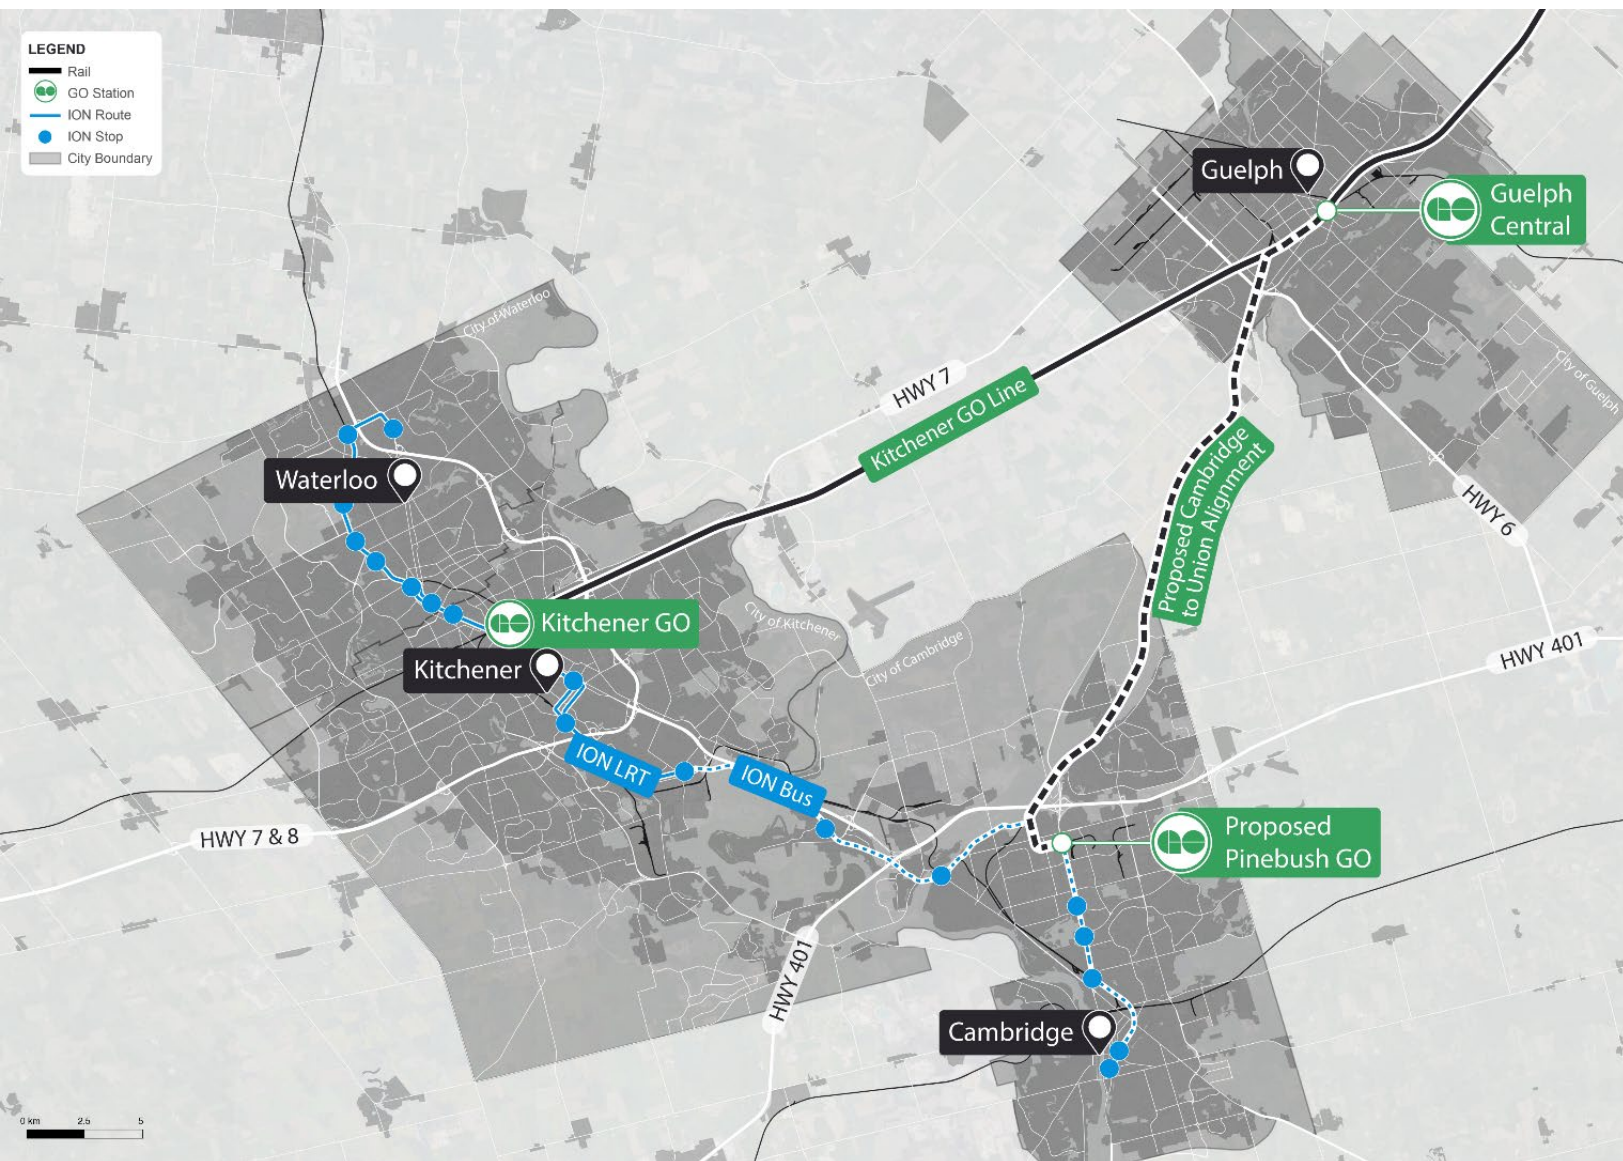 LEGEND
Rail
GO Station
ION Route
ION Stop
City Boundary
Guelph
Guelph
Central
City of Waterloo
City of Guelph
HWY 7
Kitchener GO Line
Proposed Cambridge
to Union Alignment
Waterloo
HWY 6
Kitchener GO
City of Kitchener
City of Cambridge
HWY 401
Kitchener
ION LRT
ION Bus
HWY 7 & 8
Proposed
Pinebush GO
HWY 401
Cambridge
0 km 2.5 5